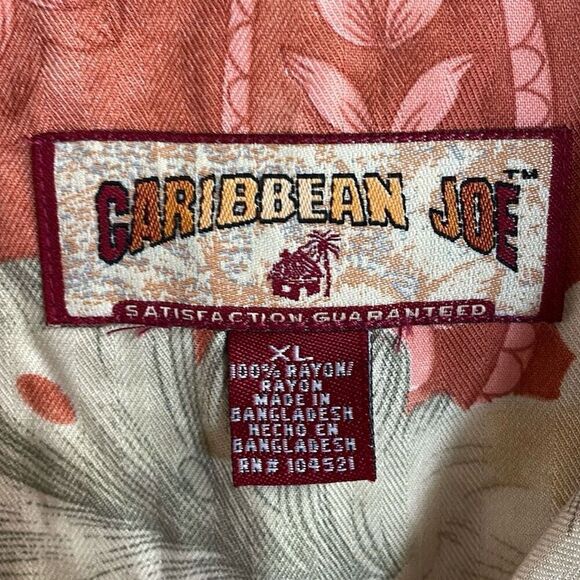 CARIBBEAN JOE™
SATISFACTION GUARANTEED
XL
100% RAYON/
RAYON
MADE IN
BANGLADESH
HECHO EN
BANGLADESH
RN# 104521